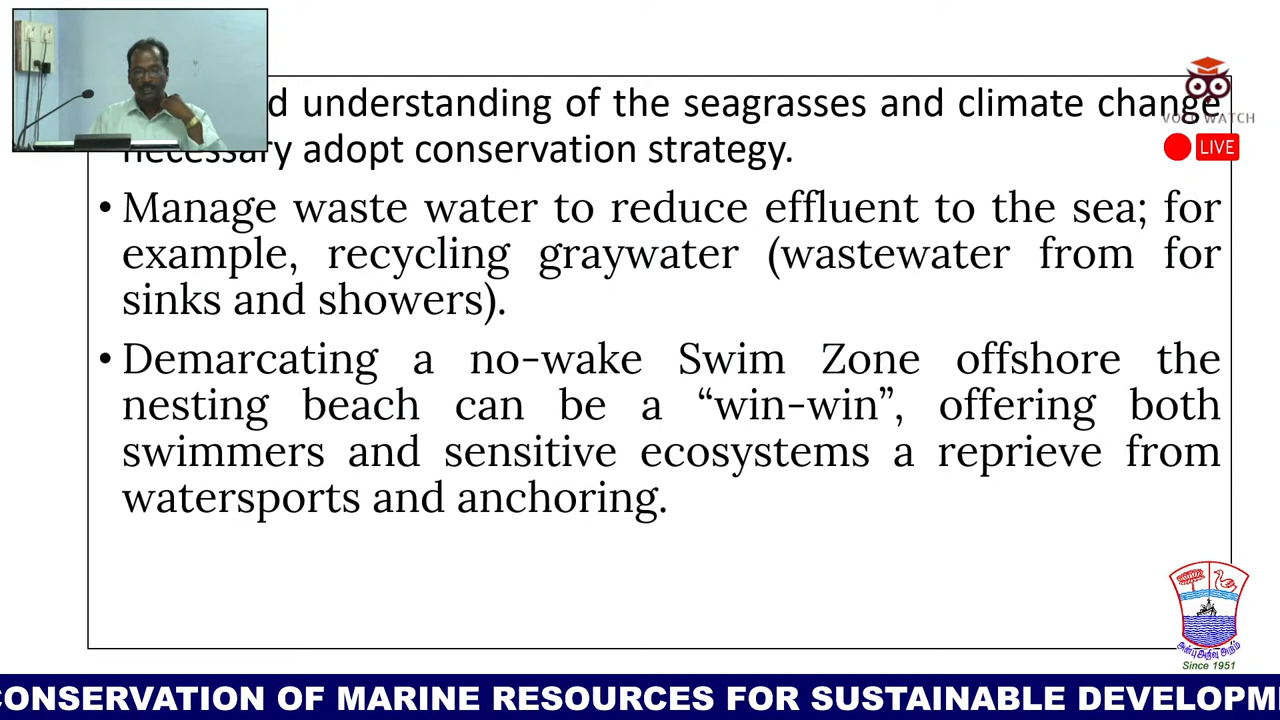 understanding of the seagrasses and climate change
necessary adopt conservation strategy.
• Manage waste water to reduce effluent to the sea; for
example, recycling graywater (wastewater from for
sinks and showers).
• Demarcating a no-wake Swim Zone offshore the
nesting beach can be a “win-win”, offering both
swimmers and sensitive ecosystems a reprieve from
watersports and anchoring.
WATCH
LIVE
Since 1951
CONSERVATION OF MARINE RESOURCES FOR SUSTAINABLE DEVELOPM